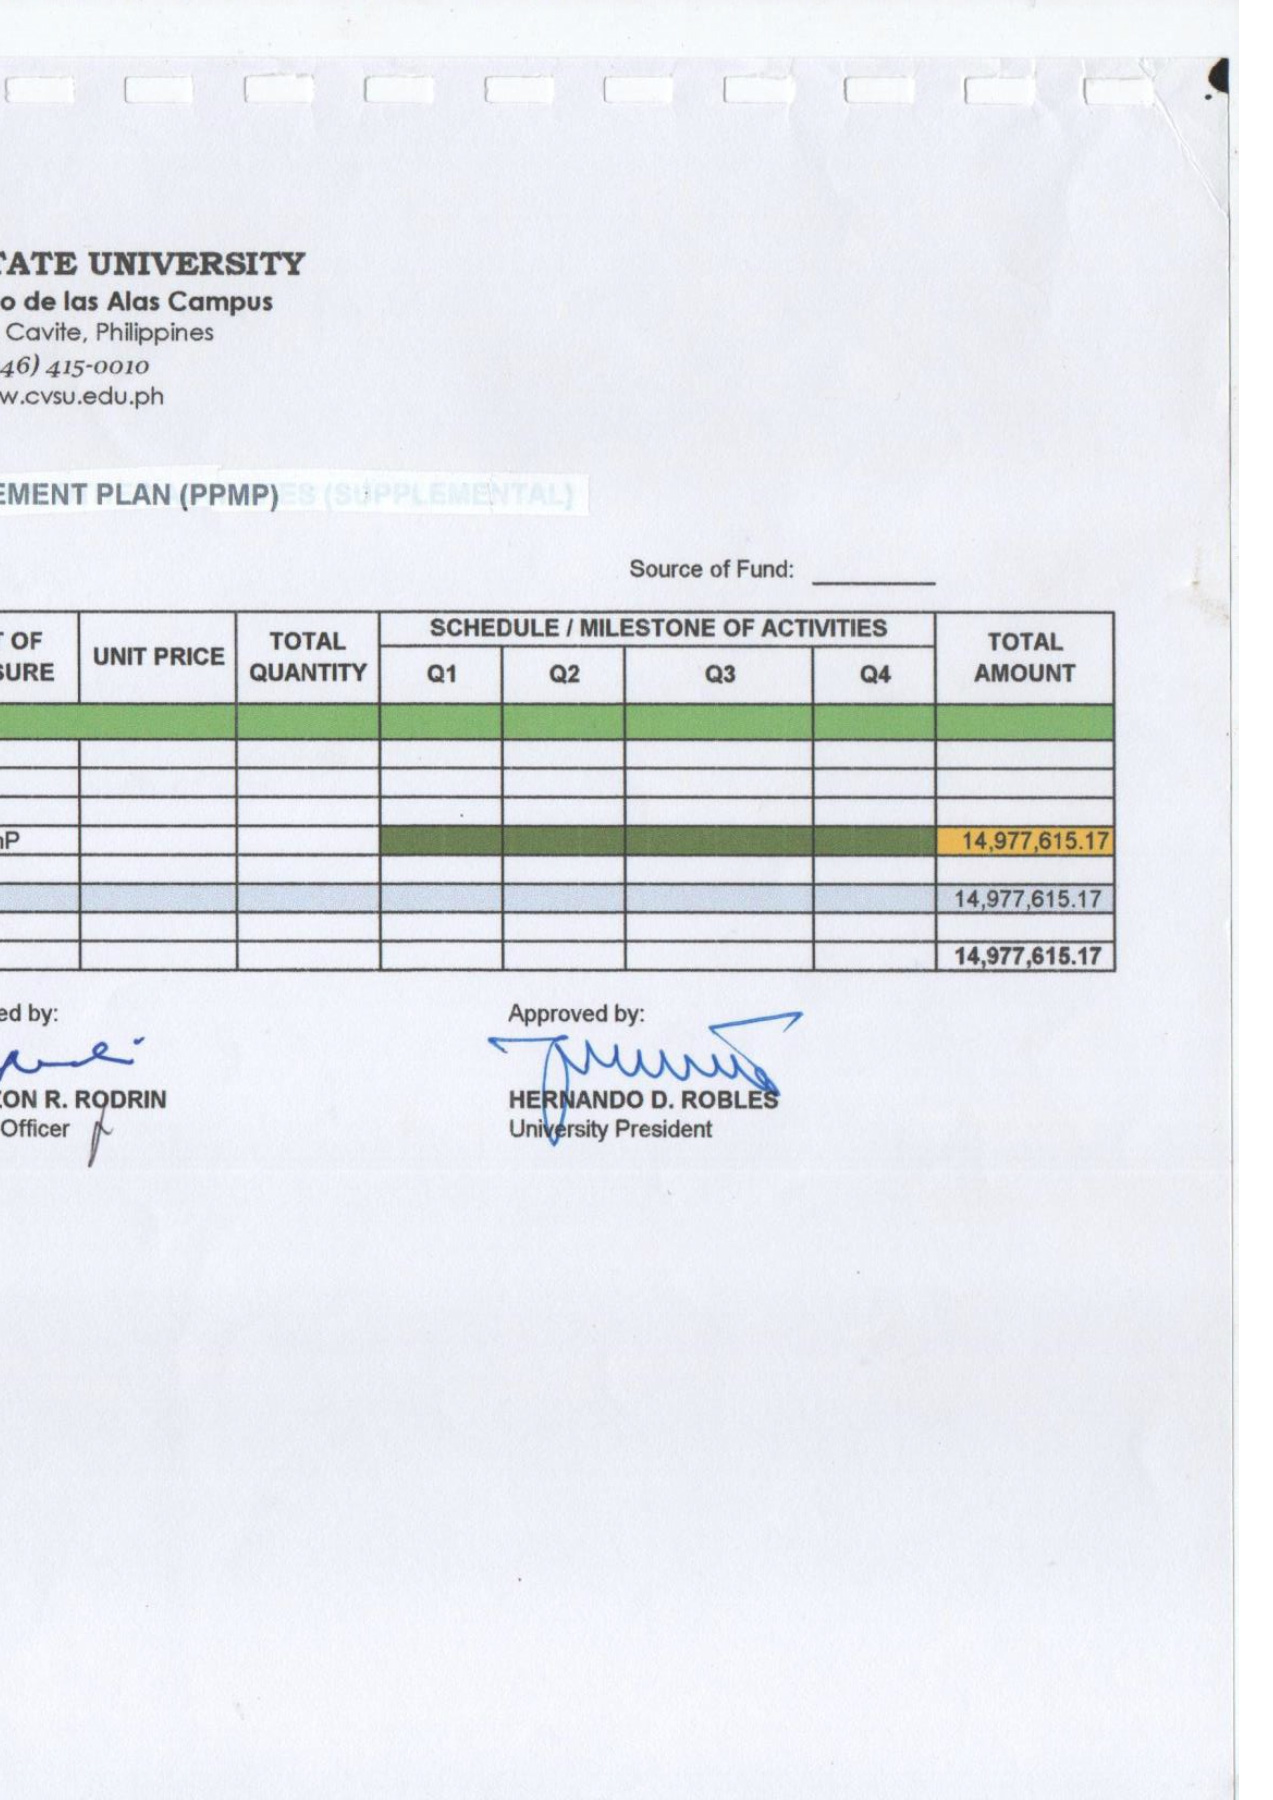 TATE UNIVERSITY
o de las Alas Campus
Cavite, Philippines
46) 415-0010
w.cvsu.edu.ph
EMENT PLAN (PPMP) ES (SUPPLEMENTAL)
Source of Fund:
T OF
SURE
UNIT PRICE
TOTAL
QUANTITY
SCHEDULE / MILESTONE OF ACTIVITIES
Q1 Q2 Q3 Q4
TOTAL
AMOUNT
nP 14,977,615.17
14,977,615.17
14,977,615.17
ed by: Approved by:
ZON R. RODRIN HERNANDO D. ROBLES
Officer University President